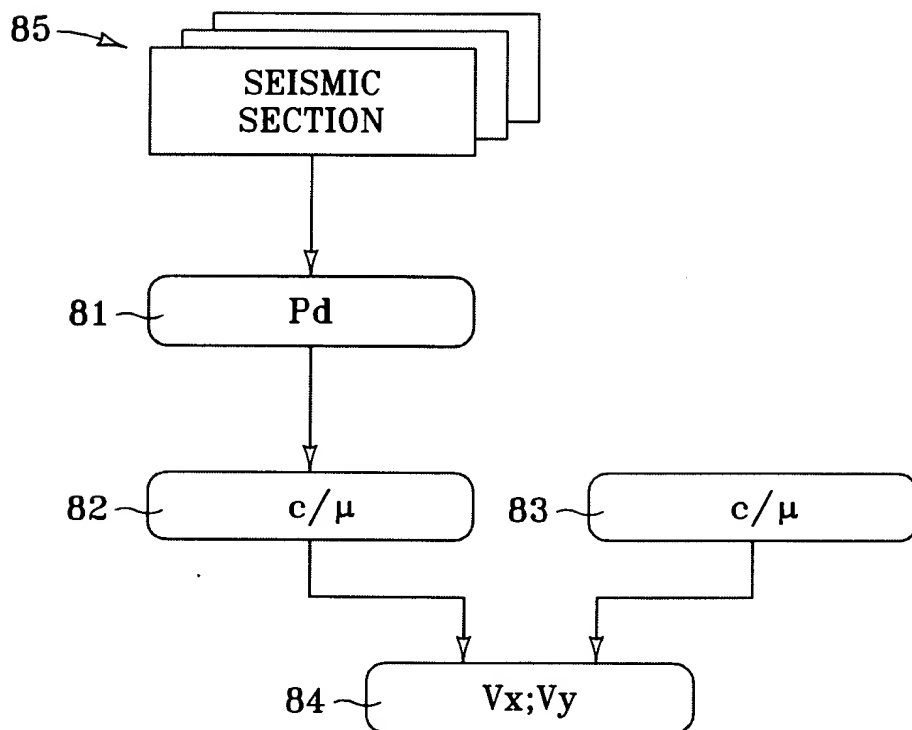 85
SEISMIC
SECTION
81
Pd
82
c/μ
83
c/μ
84
Vx;Vy